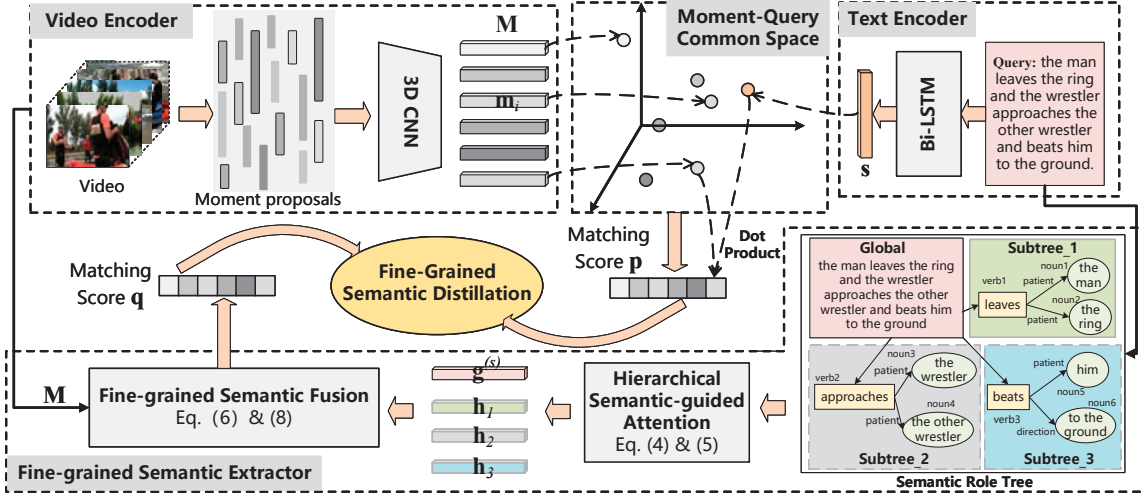 Video Encoder
Video
Moment proposals
3D CNN
M
m_i
Moment-Query
Common Space
Text Encoder
s
Bi-LSTM
Query: the man
leaves the ring
and the wrestler
approaches the
other wrestler
and beats him
to the ground.
Matching
Score q
Fine-Grained
Semantic Distillation
Matching
Score p
Dot
Product
Global
the man leaves the ring
and the wrestler
approaches the other
wrestler and beats him
to the ground
Subtree_1
verb1
leaves
noun1
patient
the
man
noun2
patient
the
ring
verb2
approaches
noun3
patient
the
wrestler
noun4
patient
the other
wrestler
Subtree_2
beats
verb3
patient
him
noun5
noun6
direction
to the
ground
Subtree_3
Semantic Role Tree
M
Fine-grained Semantic Fusion
Eq. (6) & (8)
g^(s)
h_1
h_2
h_3
Hierarchical
Semantic-guided
Attention
Eq. (4) & (5)
Fine-grained Semantic Extractor